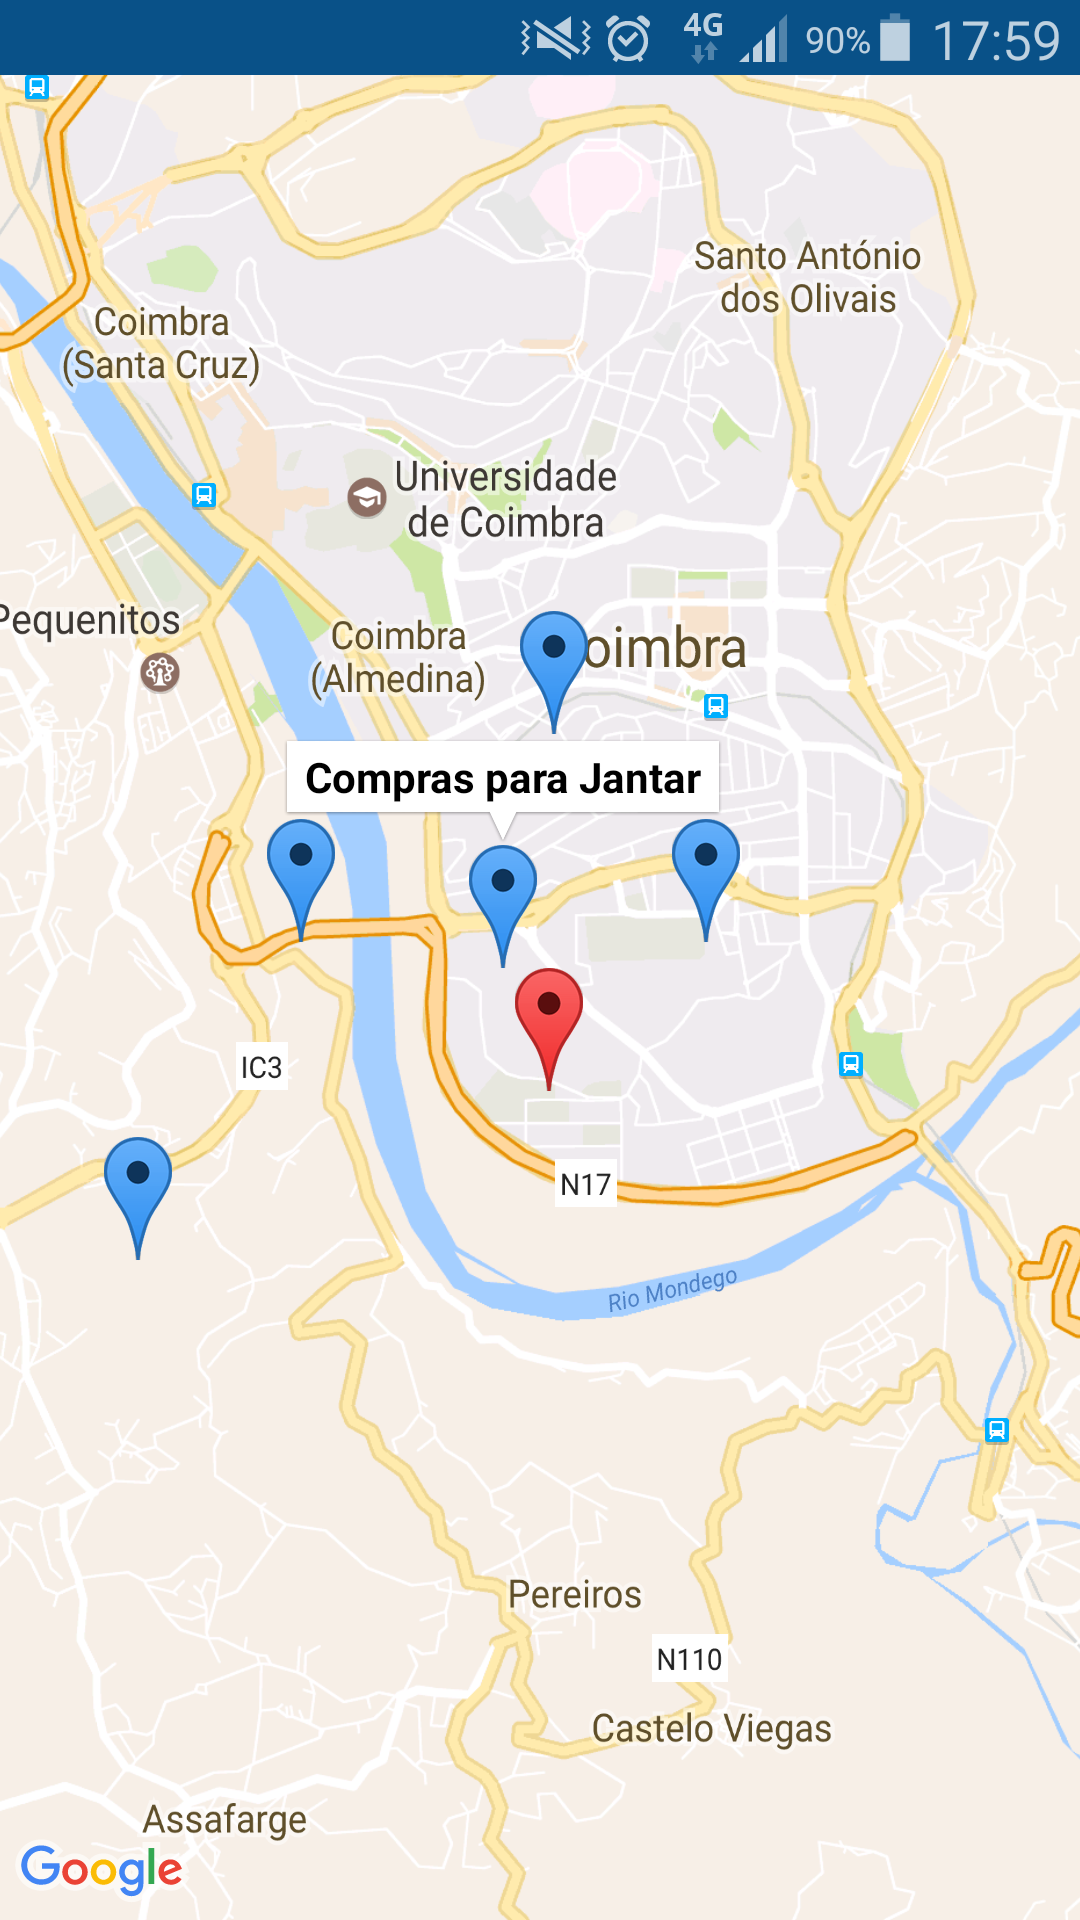 4G
90%
17:59
Santo António
dos Olivais
Coimbra
(Santa Cruz)
Universidade
de Coimbra
Pequenitos
Coimbra
(Almedina)
oimbra
Compras para Jantar
IC3
N17
Rio Mondego
Pereiros
N110
Castelo Viegas
Assafarge
Google